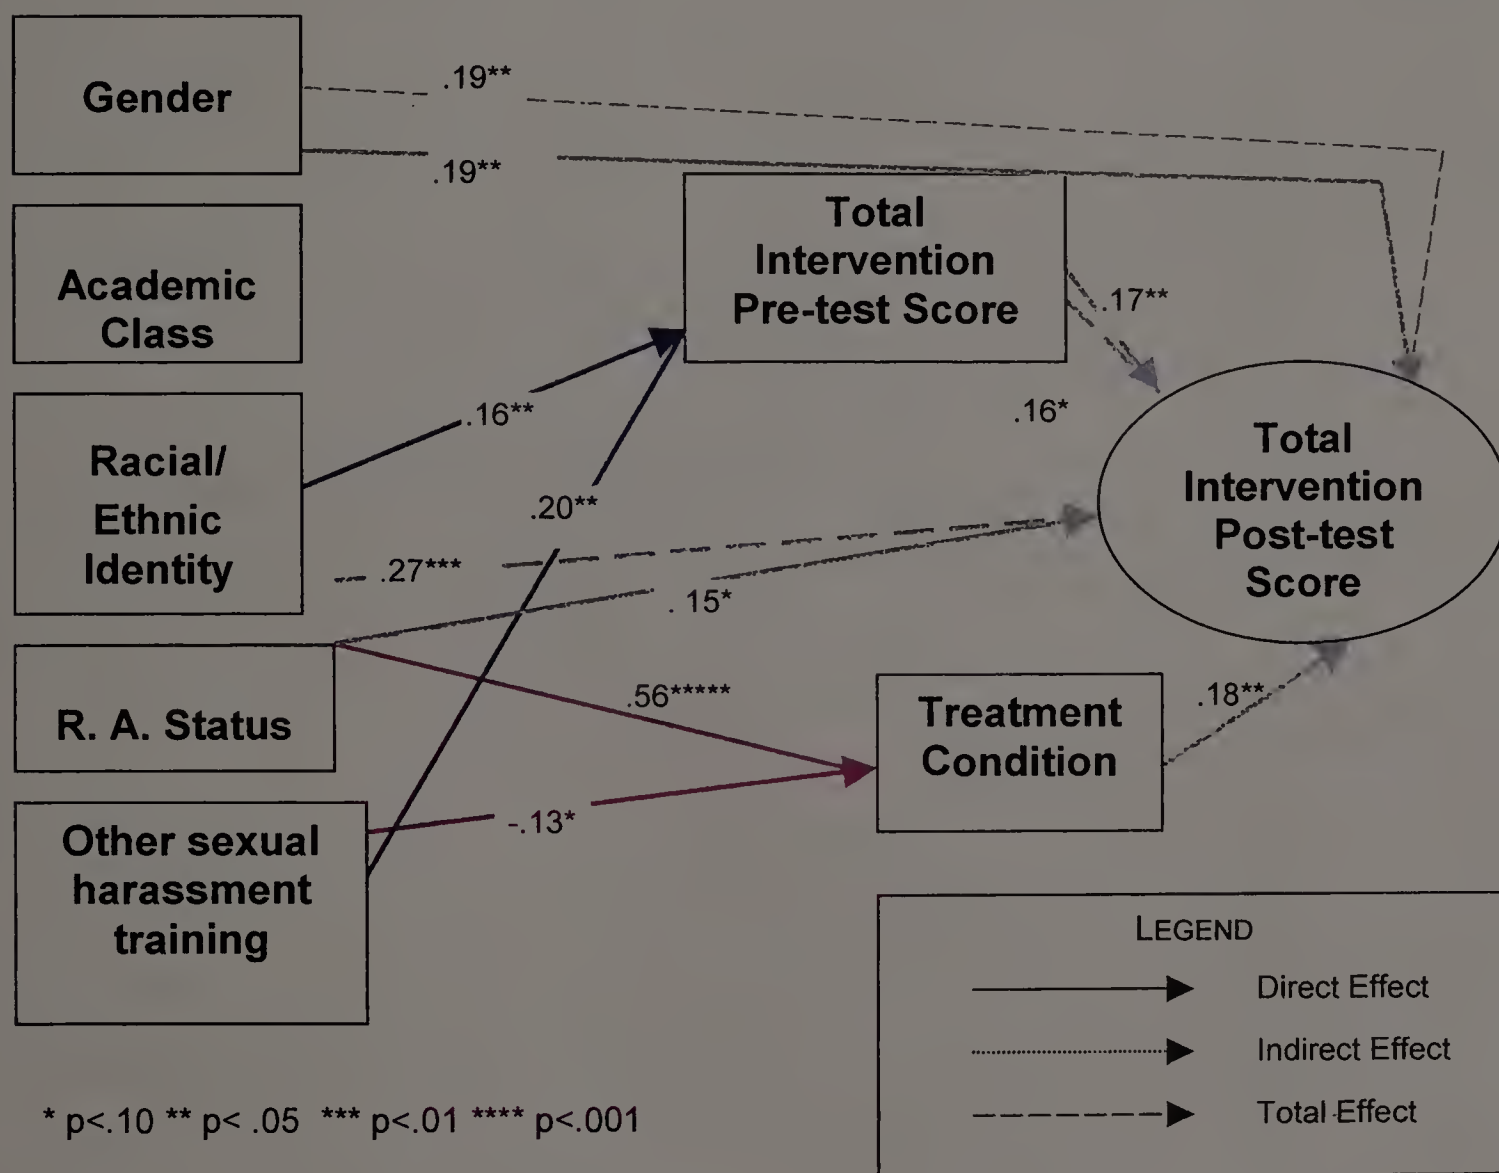 Gender
.19**
.19**
Academic
Class
Total
Intervention
Pre-test Score
.17**
.16*
Racial/
Ethnic
Identity
.16**
.20**
.27***
. 15*
Total
Intervention
Post-test
Score
R. A. Status
.56*****
Treatment
Condition
.18**
Other sexual
harassment
training
-.13*
LEGEND
Direct Effect
Indirect Effect
Total Effect
* p<.10 ** p< .05 *** p<.01 **** p<.001